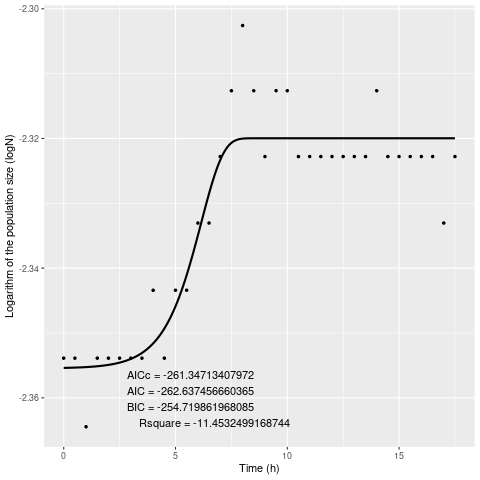 -2.30
-2.32
-2.34
-2.36
Logarithm of the population size (logN)
AICc = -261.34713407972
AIC = -262.637456660365
BIC = -254.719861968085
Rsquare = -11.4532499168744
0 5 10 15
Time (h)